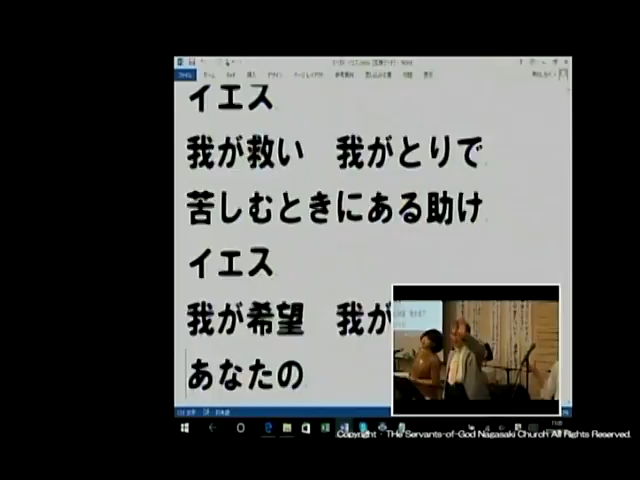 イエス
我が救い 我がとりで
苦しむときにある助け
イエス
我が希望 我が
あなたの
Copyright - The Servants-of-God Nagasaki Church All Rights Reserved.